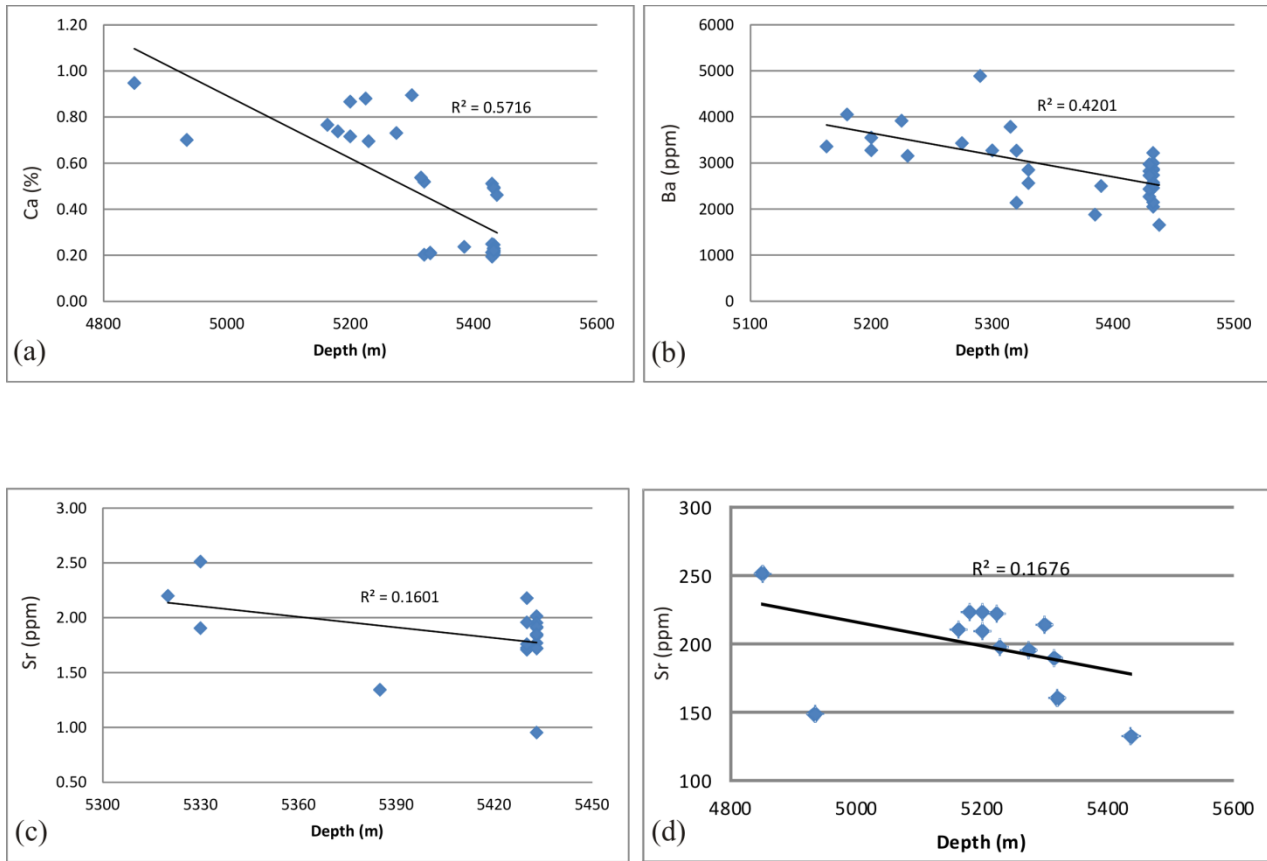 1.20
1.00
0.80
0.60
0.40
0.20
0.00
Ca (%)
R² = 0.5716
4800 5000 5200 5400 5600
Depth (m)
(a)
6000
5000
4000
3000
2000
1000
0
Ba (ppm)
R² = 0.4201
5100 5200 5300 5400 5500
Depth (m)
(b)
3.00
2.50
2.00
1.50
1.00
0.50
Sr (ppm)
R² = 0.1601
5300 5330 5360 5390 5420 5450
Depth (m)
(c)
300
250
200
150
100
Sr (ppm)
R² = 0.1676
4800 5000 5200 5400 5600
Depth (m)
(d)